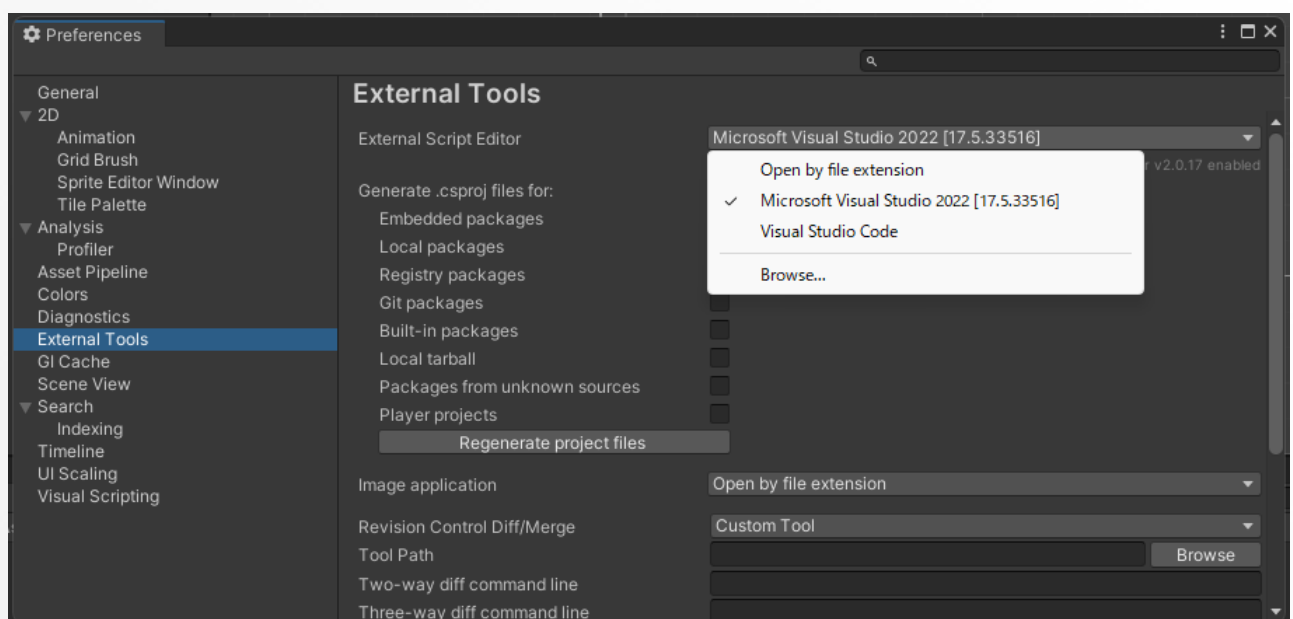 Preferences
General
2D
Animation
Grid Brush
Sprite Editor Window
Tile Palette
Analysis
Profiler
Asset Pipeline
Colors
Diagnostics
External Tools
GI Cache
Scene View
Search
Indexing
Timeline
UI Scaling
Visual Scripting
External Tools
External Script Editor
Microsoft Visual Studio 2022 [17.5.33516]
v2.0.17 enabled
Open by file extension
✓ Microsoft Visual Studio 2022 [17.5.33516]
Visual Studio Code
Browse...
Generate .csproj files for:
Embedded packages
Local packages
Registry packages
Git packages
Built-in packages
Local tarball
Packages from unknown sources
Player projects
Regenerate project files
Image application
Open by file extension
Revision Control Diff/Merge
Custom Tool
Tool Path
Browse
Two-way diff command line
Three-way diff command line